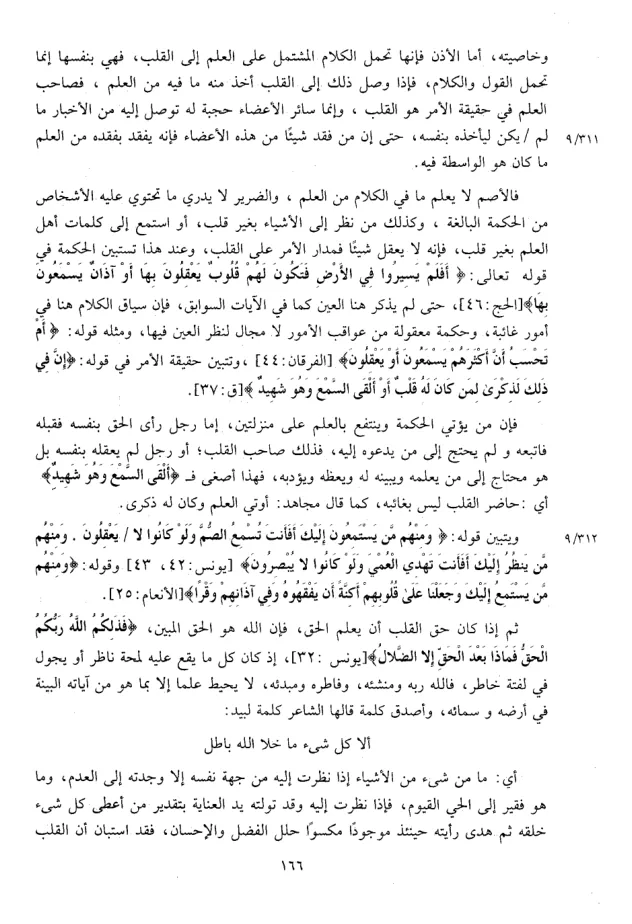 وخاصيته، أما الأذن فإنها تحمل الكلام المشتمل على العلم إلى القلب، فهي بنفسها إنما
تحمل القول والكلام، فإذا وصل ذلك إلى القلب أخذ منه ما فيه من العلم ، فصاحب
العلم في حقيقة الأمر هو القلب ، وإنما سائر الأعضاء حجبة له توصل إليه من الأخبار ما
٩/٣١١ لم / يكن ليأخذه بنفسه، حتى إن من فقد شيئًا من هذه الأعضاء فإنه يفقد بفقده من العلم
ما كان هو الواسطة فيه.
فالأصم لا يعلم ما في الكلام من العلم ، والضرير لا يدري ما تحتوي عليه الأشخاص
من الحكمة البالغة ، وكذلك من نظر إلى الأشياء بغير قلب، أو استمع إلى كلمات أهل
العلم بغير قلب، فإنه لا يعقل شيئًا فمدار الأمر على القلب، وعند هذا تستبين الحكمة في
قوله تعالى: ﴿ أَفَلَمْ يَسِيرُوا فِي الأَرْضِ فَتَكُونَ لَهُمْ قُلُوبٌ يَعْقِلُونَ بِهَا أَوْ آذَانٌ يَسْمَعُونَ
بِهَا﴾[الحج:٤٦]، حتى لم يذكر هنا العين كما في الآيات السوابق، فإن سياق الكلام هنا في
أمور غائبة، وحكمة معقولة من عواقب الأمور لا مجال لنظر العين فيها، ومثله قوله: ﴿ أَمْ
تَحْسَبُ أَنَّ أَكْثَرَهُمْ يَسْمَعُونَ أَوْ يَعْقِلُونَ﴾ [الفرقان:٤٤] ،وتتبين حقيقة الأمر في قوله: ﴿إِنَّ فِي
ذَلِكَ لَذِكْرَى لِمَن كَانَ لَهُ قَلْبٌ أَوْ أَلْقَى السَّمْعَ وَهُوَ شَهِيدٌ ﴾[ق:٣٧].
فإن من يؤتي الحكمة وينتفع بالعلم على منزلتين، إما رجل رأى الحق بنفسه فقبله
فاتبعه و لم يحتج إلى من يدعوه إليه، فذلك صاحب القلب؛ أو رجل لم يعقله بنفسه بل
هو محتاج إلى من يعلمه ويبينه له ويعظه ويؤدبه، فهذا أصغى فـ ﴿أَلْقَى السَّمْعَ وَهُوَ شَهِيدٌ﴾
أي :حاضر القلب ليس بغائبه، كما قال مجاهد: أوتي العلم وكان له ذكرى.
٩/٣١٢ ويتبين قوله: ﴿ وَمِنْهُم مَّن يَسْتَمِعُونَ إِلَيْكَ أَفَأَنتَ تُسْمِعُ الصُّمَّ وَلَوْ كَانُوا لا / يَعْقِلُونَ . وَمِنْهُم
مَّن يَنظُرُ إِلَيْكَ أَفَأَنتَ تَهْدِي الْعُمْيَ وَلَوْ كَانُوا لا يُبْصِرُونَ﴾ [يونس:٤٢، ٤٣] وقوله: ﴿وَمِنْهُم
مَّن يَسْتَمِعُ إِلَيْكَ وَجَعَلْنَا عَلَىٰ قُلُوبِهِمْ أَكِنَّةً أَن يَفْقَهُوهُ وَفِي آذَانِهِمْ وَقْرًا﴾[الأنعام:٢٥].
ثم إذا كان حق القلب أن يعلم الحق، فإن الله هو الحق المبين، ﴿فَذَلِكُمُ اللَّهُ رَبُّكُمُ
الْحَقُّ فَمَاذَا بَعْدَ الْحَقِّ إِلا الضَّلالُ﴾[يونس :٣٢]، إذ كان كل ما يقع عليه لمحة ناظر أو يجول
في لفتة خاطر، فالله ربه ومنشئه، وفاطره ومبدئه، لا يحيط علما إلا بما هو من آياته البينة
في أرضه و سمائه، وأصدق كلمة قالها الشاعر كلمة لبيد:
ألا كل شىء ما خلا الله باطل
أي: ما من شىء من الأشياء إذا نظرت إليه من جهة نفسه إلا وجدته إلى العدم، وما
هو فقير إلى الحي القيوم، فإذا نظرت إليه وقد تولته يد العناية بتقدير من أعطى كل شىء
خلقه ثم هدى رأيته حينئذ موجودًا مكسوًا حلل الفضل والإحسان، فقد استبان أن القلب
١٦٦